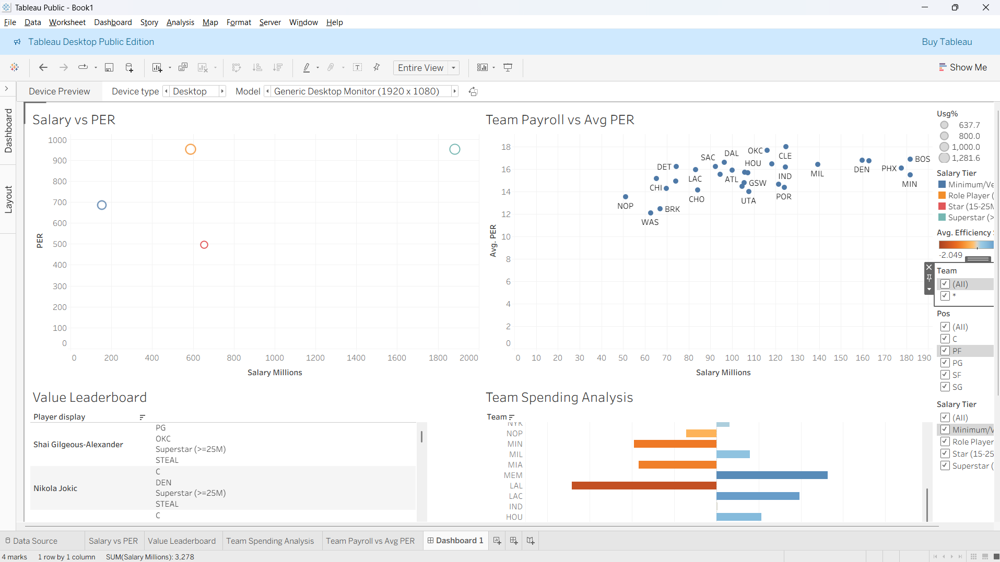 Tableau Public - Book1
File Data Worksheet Dashboard Story Analysis Map Format Server Window Help
Tableau Desktop Public Edition
Buy Tableau
Entire View
Show Me
Device Preview
Device type Desktop
Model Generic Desktop Monitor (1920 x 1080)
Dashboard
Layout
Salary vs PER
1000
900
800
700
600
500
400
300
200
100
0
PER
0 200 400 600 800 1000 1200 1400 1600 1800 2000
Salary Millions
Team Payroll vs Avg PER
18
16
14
12
10
8
6
4
2
0
Avg. PER
OKC
CLE
DAL
SAC
HOU
DET
BOS
DEN
PHX
MIL
IND
LAC
ATL
GSW
MIN
CHI
CHO
UTA
POR
NOP
BRK
WAS
0 10 20 30 40 50 60 70 80 90 100 110 120 130 140 150 160 170 180 190
Salary Millions
Usg%
637.7
800.0
1,000.0
1,281.6
Salary Tier
Minimum/Ve
Role Player (
Star (15-25M
Superstar (>
Avg. Efficiency
-2.049
Team
(All)
*
Pos
(All)
C
PF
PG
SF
SG
Salary Tier
(All)
Minimum/V
Role Player
Star (15-25
Superstar (
Value Leaderboard
Player display
Shai Gilgeous-Alexander
PG
OKC
Superstar (>=25M)
STEAL
Nikola Jokic
C
DEN
Superstar (>=25M)
STEAL
C
Team Spending Analysis
Team
NYK
NOP
MIN
MIL
MIA
MEM
LAL
LAC
IND
HOU
Data Source Salary vs PER Value Leaderboard Team Spending Analysis Team Payroll vs Avg PER Dashboard 1
4 marks 1 row by 1 column SUM(Salary Millions): 3,278